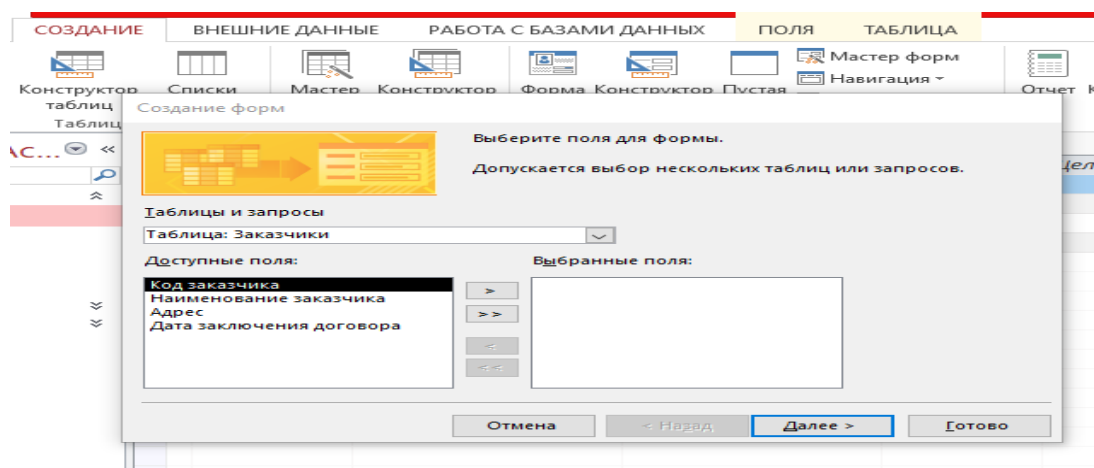 СОЗДАНИЕ ВНЕШНИЕ ДАННЫЕ РАБОТА С БАЗАМИ ДАННЫХ ПОЛЯ ТАБЛИЦА
Мастер форм
Навигация
Конструктор Списки Мастер Конструктор Форма Конструктор Пустая Отчет К
таблиц
Таблиц
Создание форм
АС... «
Выберите поля для формы.
Допускается выбор нескольких таблиц или запросов.
Цел
Таблицы и запросы
Таблица: Заказчики
Доступные поля: Выбранные поля:
Код заказчика
Наименование заказчика
Адрес
Дата заключения договора
>
>>
<
<<
Отмена < Назад Далее > Готово